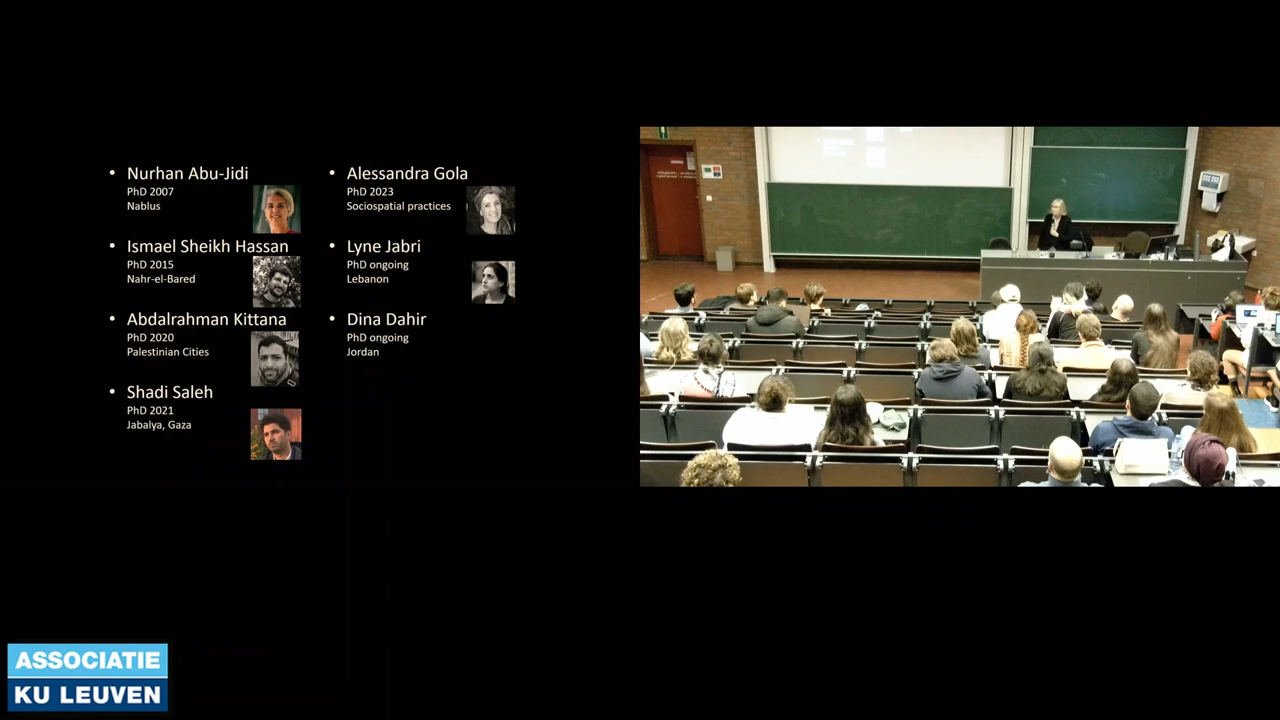 • Nurhan Abu-Jidi
PhD 2007
Nablus
• Ismael Sheikh Hassan
PhD 2015
Nahr-el-Bared
• Abdalrahman Kittana
PhD 2020
Palestinian Cities
• Shadi Saleh
PhD 2021
Jabalya, Gaza
• Alessandra Gola
PhD 2023
Sociospatial practices
• Lyne Jabri
PhD ongoing
Lebanon
• Dina Dahir
PhD ongoing
Jordan
ASSOCIATIE
KU LEUVEN